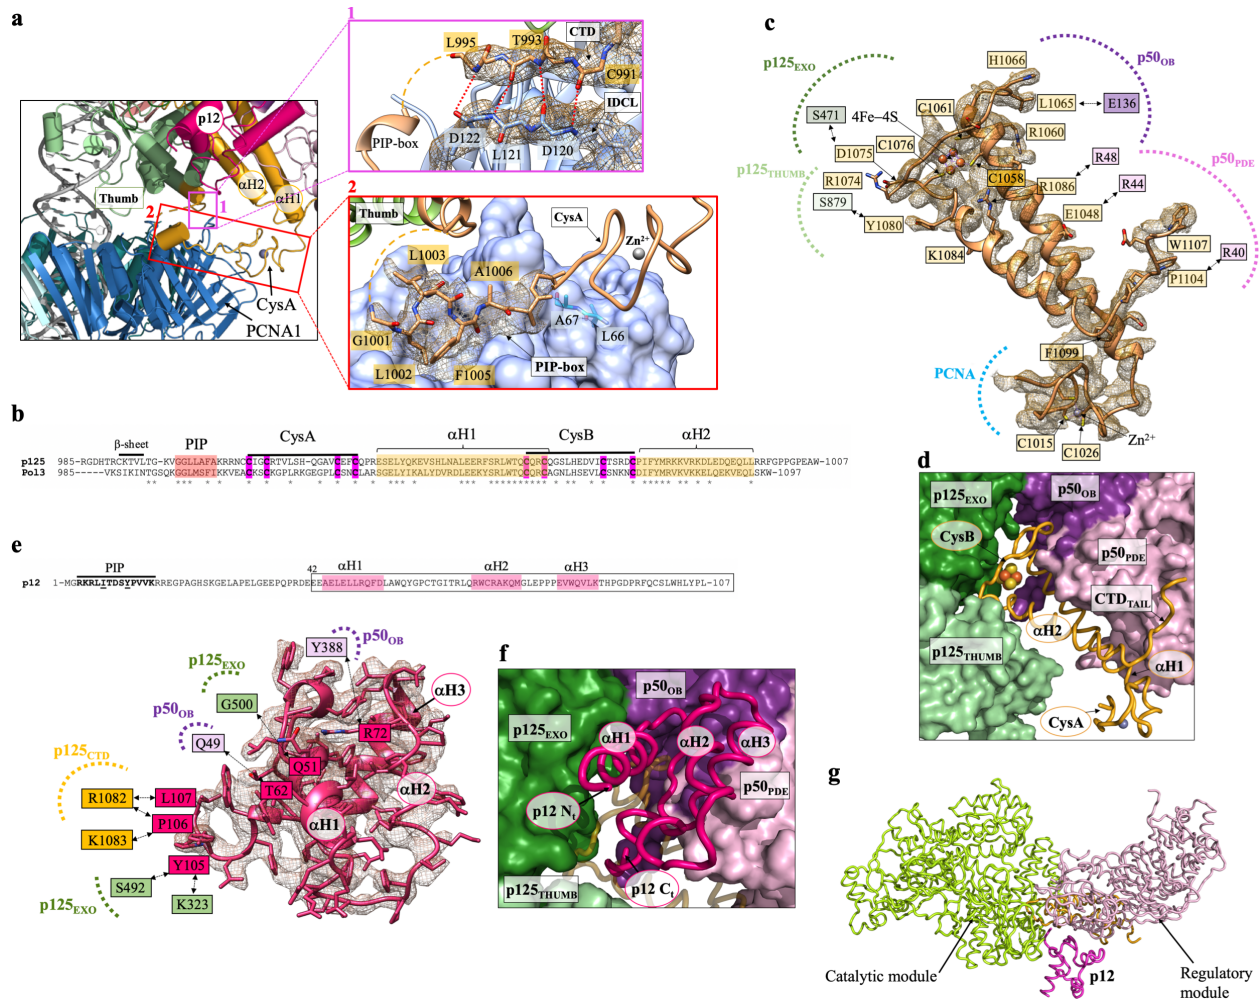 a
1
p12
αH2
αH1
Thumb
1
2
CysA
PCNA1
1
L995
T993
CTD
C991
IDCL
PIP-box
D122
L121
D120
2
Thumb
CysA
Zn²⁺
L1003
A1006
A67
L66
G1001
L1002
F1005
PIP-box
c
p125EXO
p50OB
H1066
C1061
L1065
E136
S471
4Fe–4S
C1076
R1060
D1075
p125THUMB
R1074
C1058
R48
p50PDE
R1086
S879
R44
Y1080
E1048
K1084
W1107
R40
P1104
F1099
PCNA
C1015
Zn²⁺
C1026
b
β-sheet
PIP
CysA
αH1
CysB
αH2
p125 985-RGDHTRCKTVLTG-KVGGLLAFAKRRNCCIGCRTVLSH-QGAVCEFCQPRESELYQKEVSHLNALEERFSRLWTQCQRCQGSLHEDVICTSRDCPIFYMRKKVRKDLEDQEQLLRRFGPPGPEAW-1007
αH1
αH2
αH3
e
PIP
42
p12 1-MGRKRLITDSYPVVKRREGPAGHSKGELAPELGEEPQPRDEEEAELELLRQFDLAWQYGPCTGITRLQRWCRAKQMGLEPPPEVWQVLKTHPGDPRFQCSLWHLYPL-107
p50OB
Y388
p125EXO
αH3
G500
p50OB
R72
Q49
p125CTD
Q51
T62
αH2
R1082
L107
P106
αH1
K1083
Y105
S492
p125EXO
K323
d
p125EXO
p50OB
CysB
p50PDE
CTDTAIL
αH2
p125THUMB
αH1
CysA
f
p50OB
p125EXO
αH1
αH2
αH3
p50PDE
p12 Nt
p125THUMB
p12 Ct
g
Catalytic module
p12
Regulatory
module